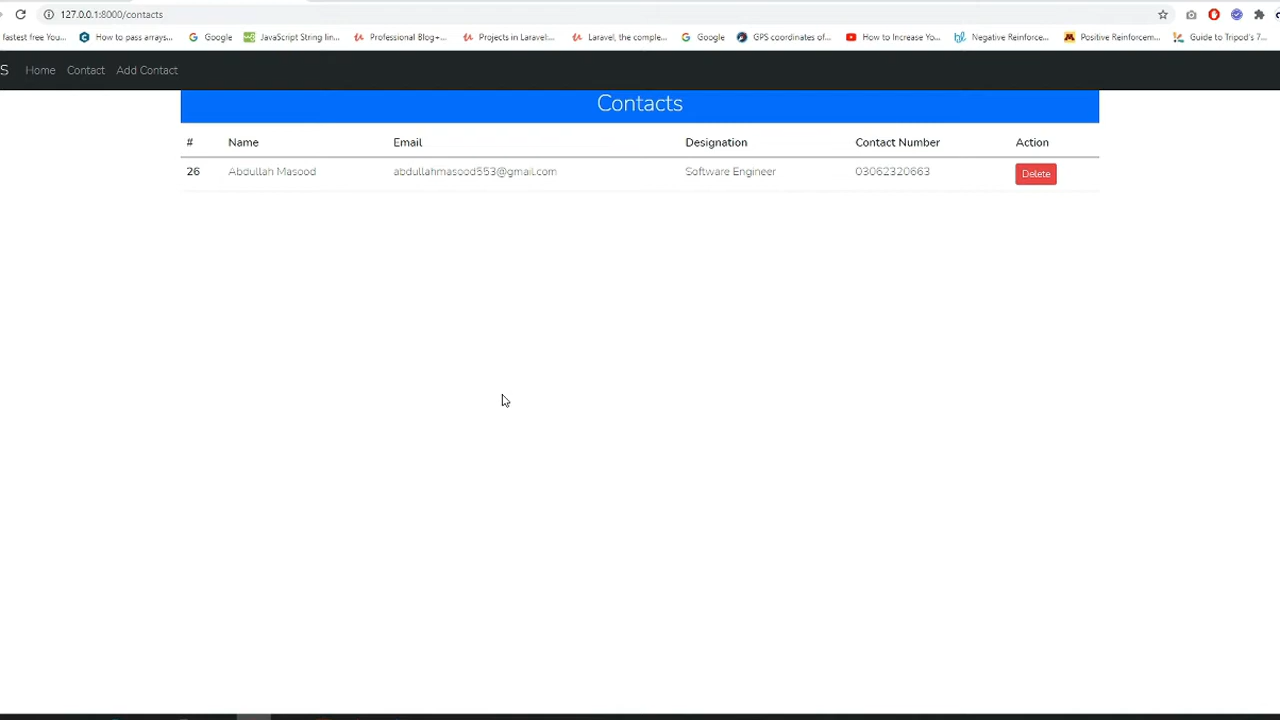 127.0.0.1:8000/contacts
fastest free You... How to pass arrays... Google JavaScript String lin... Professional Blog+... Projects in Laravel:... Laravel, the comple... Google GPS coordinates of... How to Increase Yo... Negative Reinforce... Positive Reinforcem... Guide to Tripod's 7...
S Home Contact Add Contact
Contacts
# Name Email Designation Contact Number Action
26 Abdullah Masood abdullahmasood553@gmail.com Software Engineer 03062320663 Delete